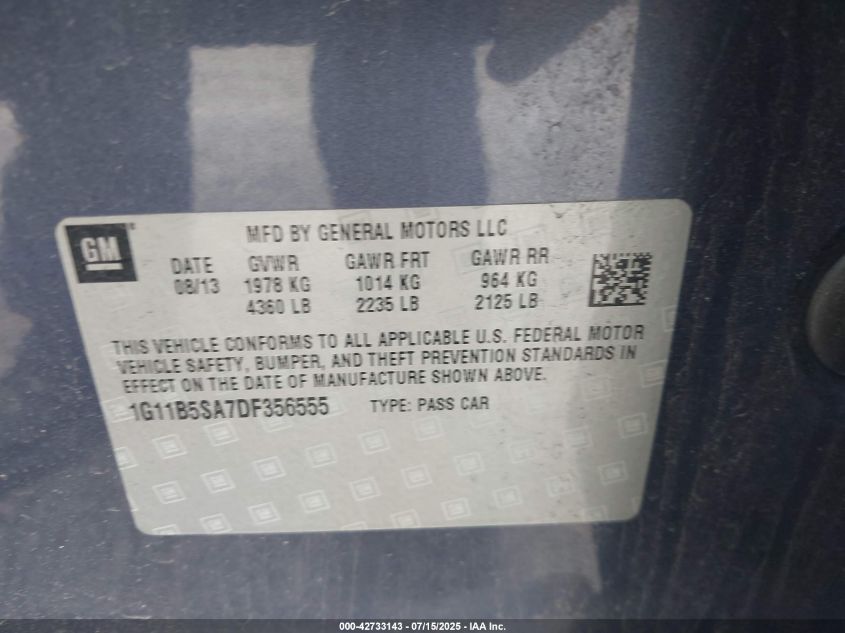 GM
MFD BY GENERAL MOTORS LLC
DATE GVWR GAWR FRT GAWR RR
08/13 1978 KG 1014 KG 964 KG
4360 LB 2235 LB 2125 LB
THIS VEHICLE CONFORMS TO ALL APPLICABLE U.S. FEDERAL MOTOR
VEHICLE SAFETY, BUMPER, AND THEFT PREVENTION STANDARDS IN
EFFECT ON THE DATE OF MANUFACTURE SHOWN ABOVE.
1G11B5SA7DF356555 TYPE: PASS CAR
000-42733143 - 07/15/2025 - IAA Inc.